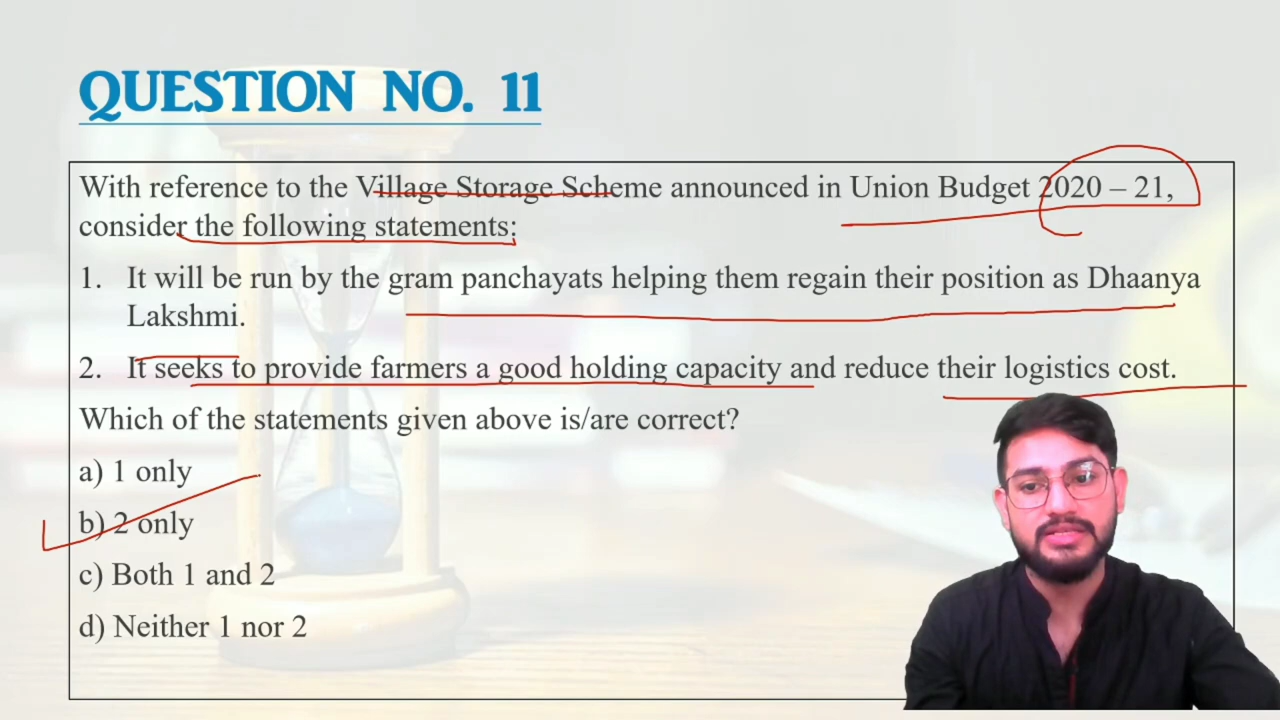 QUESTION NO. 11
With reference to the Village Storage Scheme announced in Union Budget 2020 – 21,
consider the following statements:
1. It will be run by the gram panchayats helping them regain their position as Dhaanya
Lakshmi.
2. It seeks to provide farmers a good holding capacity and reduce their logistics cost.
Which of the statements given above is/are correct?
a) 1 only
b) 2 only
c) Both 1 and 2
d) Neither 1 nor 2